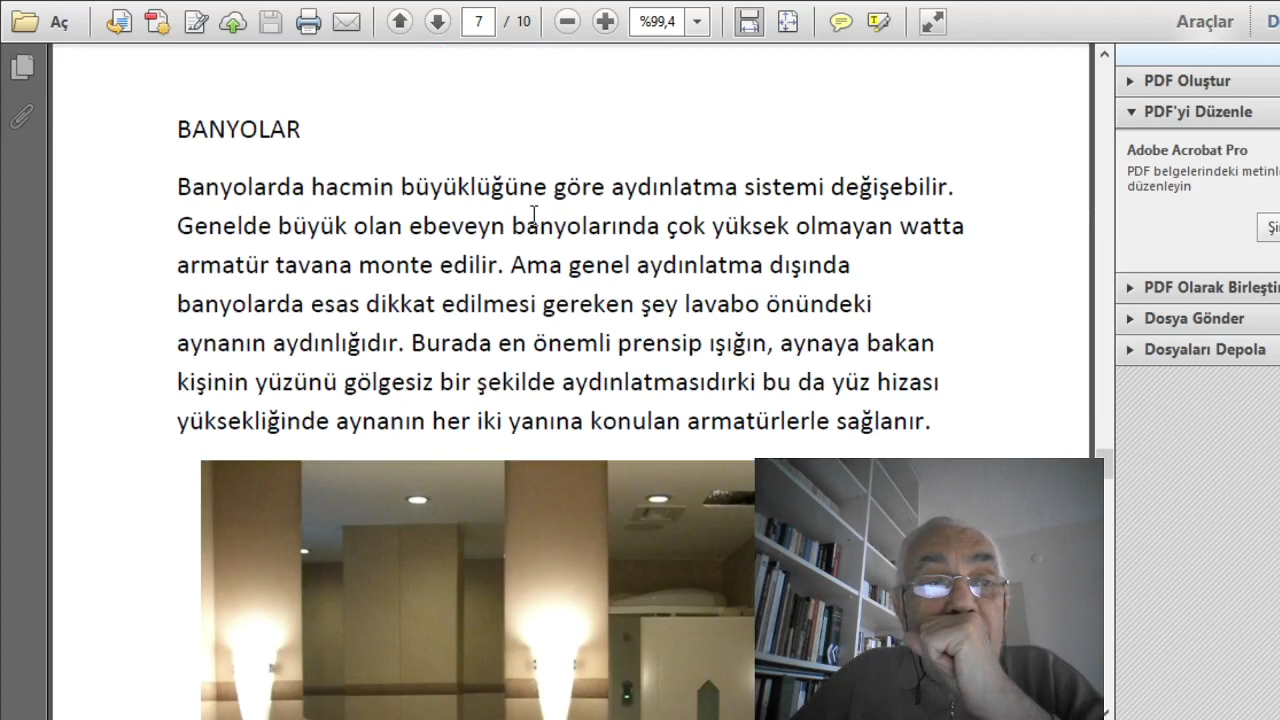 Aç
7 / 10
%99,4
Araçlar
BANYOLAR
Banyolarda hacmin büyüklüğüne göre aydınlatma sistemi değişebilir.
Genelde büyük olan ebeveyn banyolarında çok yüksek olmayan watta
armatür tavana monte edilir. Ama genel aydınlatma dışında
banyolarda esas dikkat edilmesi gereken şey lavabo önündeki
aynanın aydınlığıdır. Burada en önemli prensip ışığın, aynaya bakan
kişinin yüzünü gölgesiz bir şekilde aydınlatmasıdırki bu da yüz hizası
yüksekliğinde aynanın her iki yanına konulan armatürlerle sağlanır.
PDF Oluştur
PDF'yi Düzenle
Adobe Acrobat Pro
PDF belgelerindeki metinl
düzenleyin
PDF Olarak Birleşti
Dosya Gönder
Dosyaları Depola